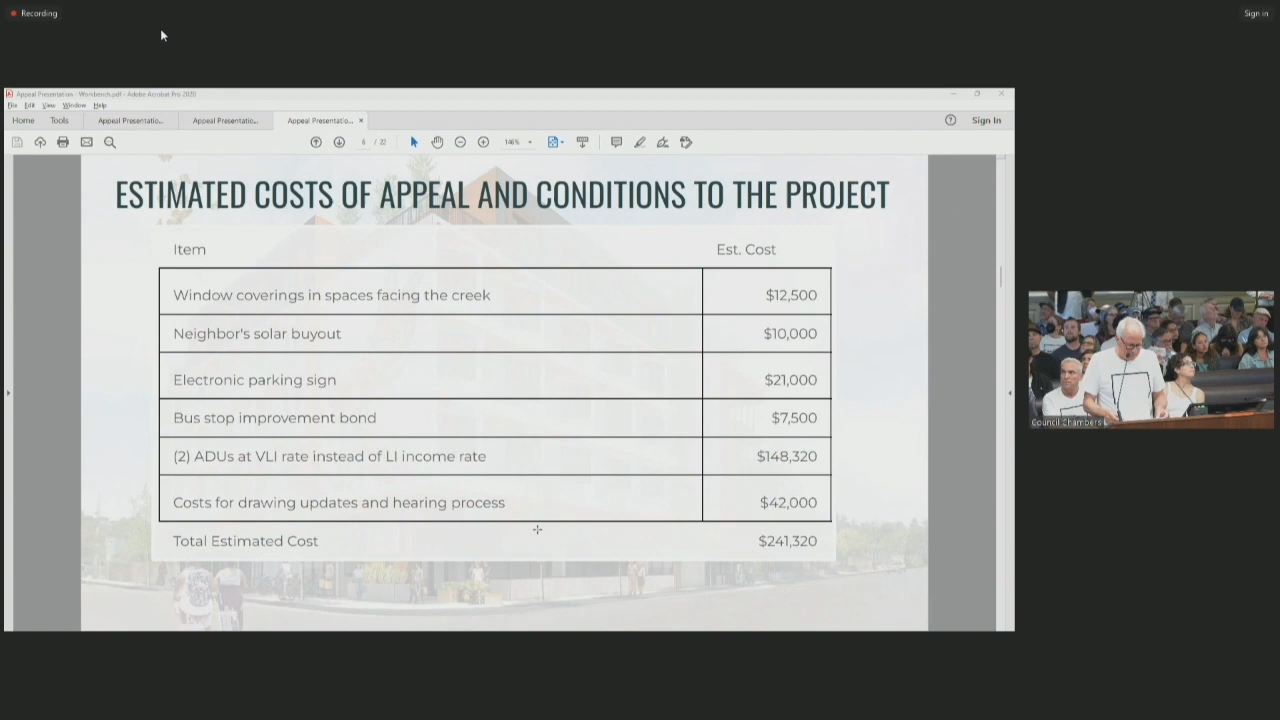 Recording
Sign in
Appeal Presentation - Workbench.pdf - Adobe Acrobat Pro 2020
File Edit View Window Help
Home Tools Appeal Presentatio... Appeal Presentatio... Appeal Presentatio... × Sign In
6 / 22 146%
ESTIMATED COSTS OF APPEAL AND CONDITIONS TO THE PROJECT
Item Est. Cost
Window coverings in spaces facing the creek $12,500
Neighbor's solar buyout $10,000
Electronic parking sign $21,000
Bus stop improvement bond $7,500
(2) ADUs at VLI rate instead of LI income rate $148,320
Costs for drawing updates and hearing process $42,000
Total Estimated Cost $241,320
Council Chambers